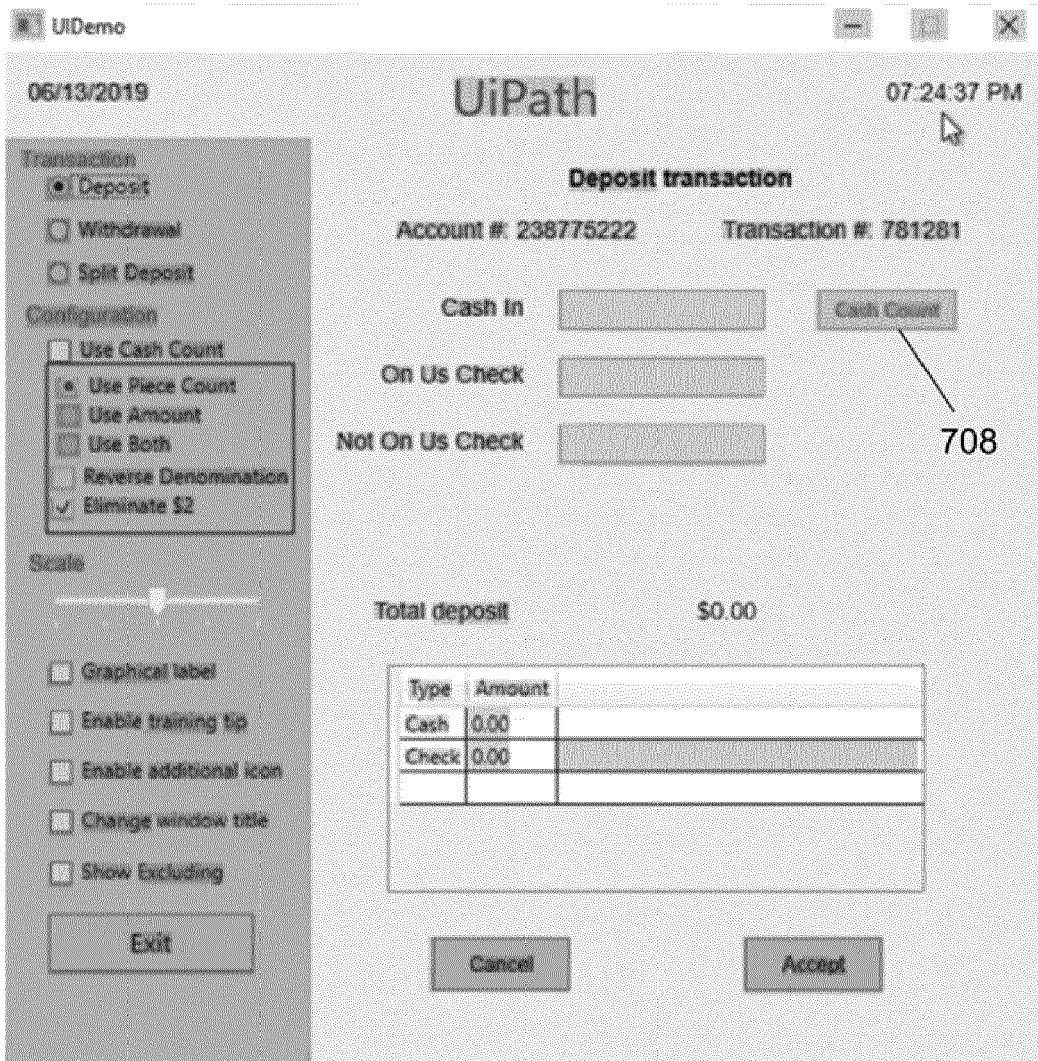 UIDemo
06/13/2019
UiPath
07:24:37 PM
Transaction
Deposit
Withdrawal
Split Deposit
Configuration
Use Cash Count
Use Piece Count
Use Amount
Use Both
Reverse Denomination
Eliminate $2
Scale
Graphical label
Enable training tip
Enable additional icon
Change window title
Show Excluding
Exit
Deposit transaction
Account #: 238775222 Transaction #: 781281
Cash In Cash Count
On Us Check
708
Not On Us Check
Total deposit $0.00
Type Amount
Cash 0.00
Check 0.00
Cancel Accept